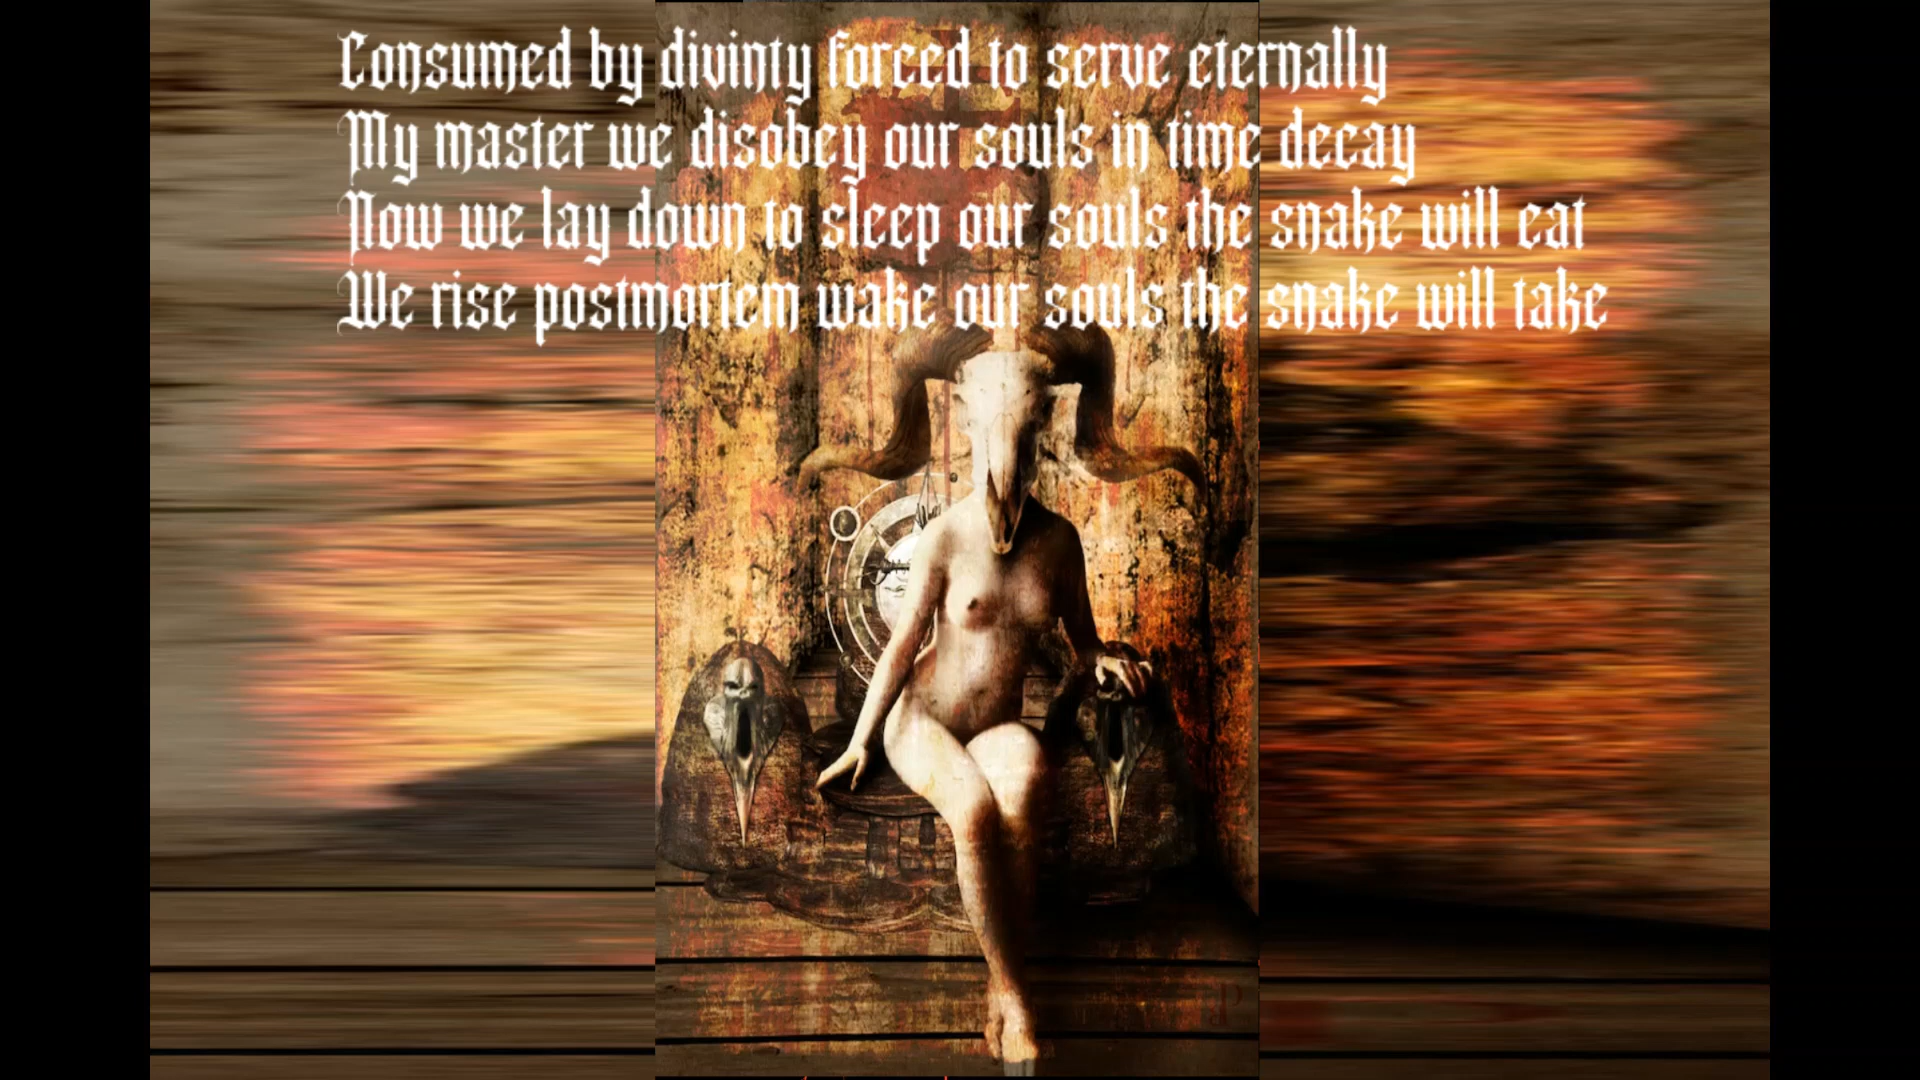 Consumed by divinty forced to serve eternally
My master we disobey our souls in time decay
Now we lay down to sleep our souls the snake will eat
We rise postmortem wake our souls the snake will take